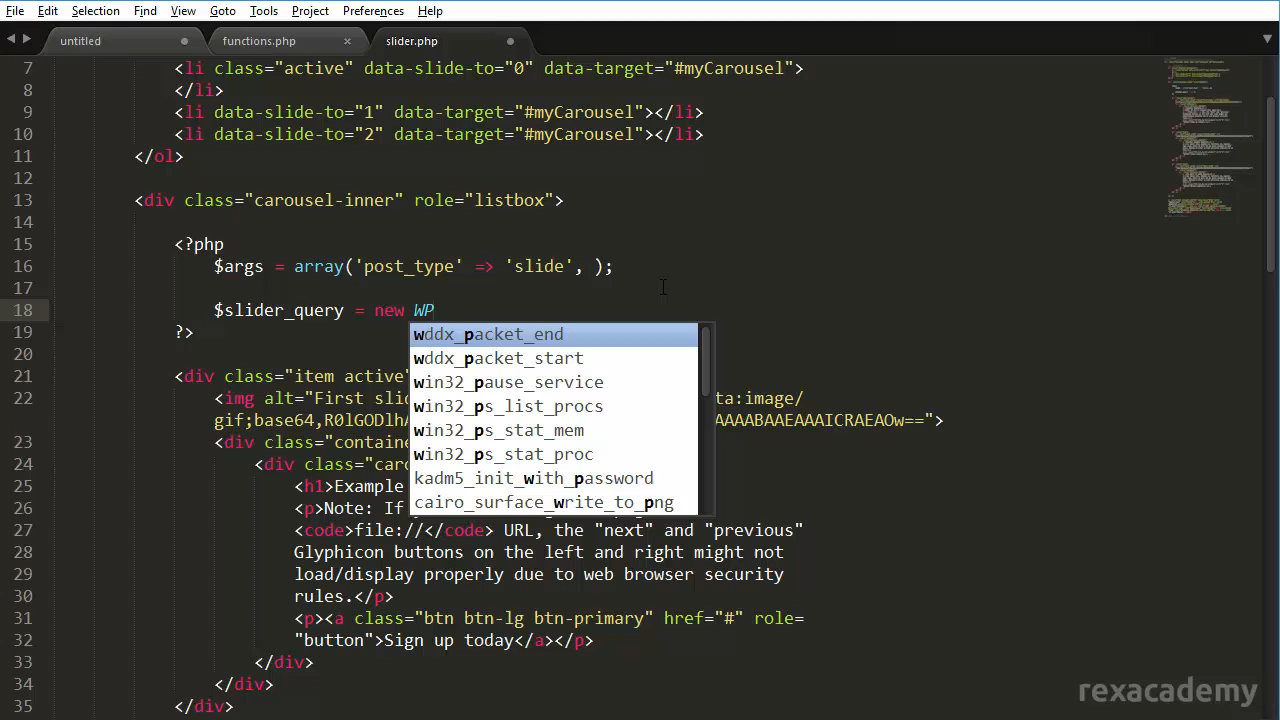 File Edit Selection Find View Goto Tools Project Preferences Help
untitled functions.php slider.php
7 <li class="active" data-slide-to="0" data-target="#myCarousel">
8 </li>
9 <li data-slide-to="1" data-target="#myCarousel"></li>
10 <li data-slide-to="2" data-target="#myCarousel"></li>
11 </ol>
12
13 <div class="carousel-inner" role="listbox">
14
15 <?php
16 $args = array('post_type' => 'slide', );
17
18 $slider_query = new WP
19 ?>
wddx_packet_end
wddx_packet_start
win32_pause_service
win32_ps_list_procs
win32_ps_stat_mem
win32_ps_stat_proc
kadm5_init_with_password
cairo_surface_write_to_png
20
21 <div class="item active"
22 <img alt="First slid ta:image/
gif;base64,R0lGODlhA AAAABAAEAAAICRAEAOw==">
23 <div class="containe
24 <div class="caro
25 <h1>Example
26 <p>Note: If
27 <code>file://</code> URL, the "next" and "previous"
28 Glyphicon buttons on the left and right might not
29 load/display properly due to web browser security
30 rules.</p>
31 <p><a class="btn btn-lg btn-primary" href="#" role=
32 "button">Sign up today</a></p>
33 </div>
34 </div>
35 </div>
rexacademy